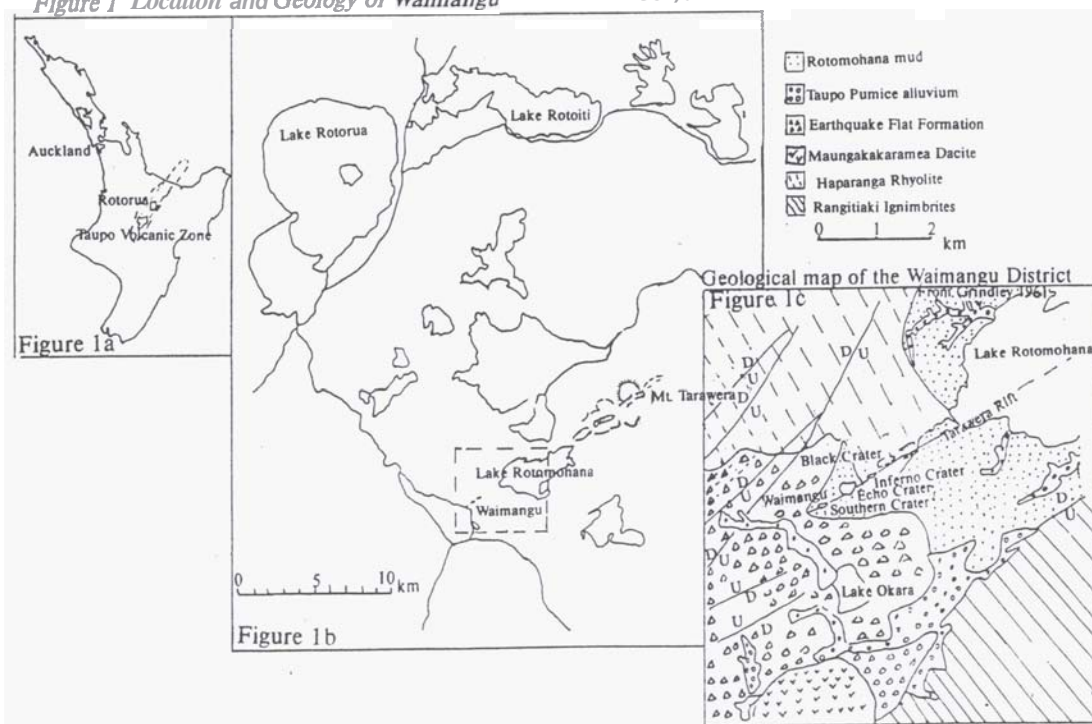 Figure 1 Location and Geology of Waimangu
Auckland
Rotorua
Taupo Volcanic Zone
Figure 1a
Lake Rotorua
Lake Rotoiti
Mt. Tarawera
Lake Rotomohana
Waimangu
0 5 10
km
Figure 1b
Rotomohana mud
Taupo Pumice alluvium
Earthquake Flat Formation
Maungakakaramea Dacite
Haparanga Rhyolite
Rangitiaki Ignimbrites
0 1 2
km
Geological map of the Waimangu District
Figure 1c
From Grindley 1961
Lake Rotomohana
Tarawera Rift
Black Crater
Inferno Crater
Waimangu
Echo Crater
Southern Crater
Lake Okara
D
U
D
U
D
U
D
U
D
U
D
U
D
U
D
U